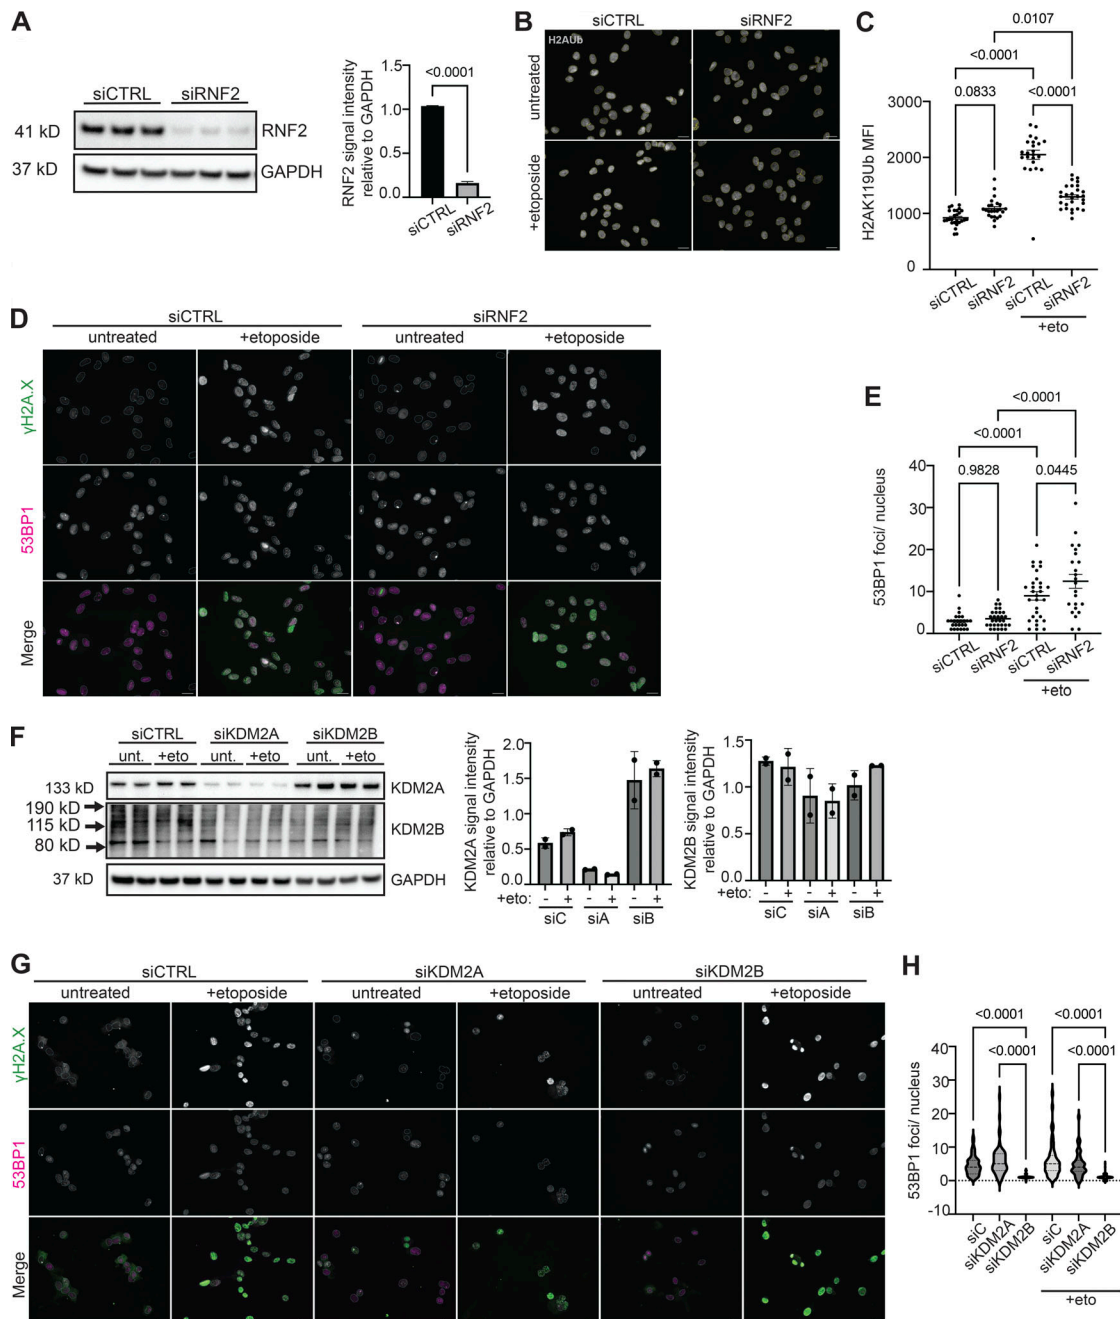 A
siCTRL siRNF2
41 kD RNF2
37 kD GAPDH
RNF2 signal intensity
relative to GAPDH
<0.0001
1.5
1.0
0.5
0.0
siCTRL
siRNF2
B
siCTRL siRNF2
H2AUb
untreated
+etoposide
C
0.0107
<0.0001
0.0833 <0.0001
H2AK119Ub MFI
3000
2000
1000
0
siCTRL
siRNF2
siCTRL
siRNF2
+eto
D
siCTRL siRNF2
untreated +etoposide untreated +etoposide
γH2A.X
53BP1
Merge
E
<0.0001
<0.0001
0.9828 0.0445
53BP1 foci/ nucleus
40
30
20
10
0
siCTRL
siRNF2
siCTRL
siRNF2
+eto
F
siCTRL siKDM2A siKDM2B
unt. +eto unt. +eto unt. +eto
133 kD KDM2A
190 kD
115 kD KDM2B
80 kD
37 kD GAPDH
KDM2A signal intensity
relative to GAPDH
2.0
1.5
1.0
0.5
0.0
+eto: - + - + - +
siC siA siB
KDM2B signal intensity
relative to GAPDH
1.5
1.0
0.5
0.0
+eto: - + - + - +
siC siA siB
G
siCTRL siKDM2A siKDM2B
untreated +etoposide untreated +etoposide untreated +etoposide
γH2A.X
53BP1
Merge
H
<0.0001 <0.0001
<0.0001 <0.0001
53BP1 foci/ nucleus
40
30
20
10
0
-10
siC
siKDM2A
siKDM2B
siC
siKDM2A
siKDM2B
+eto